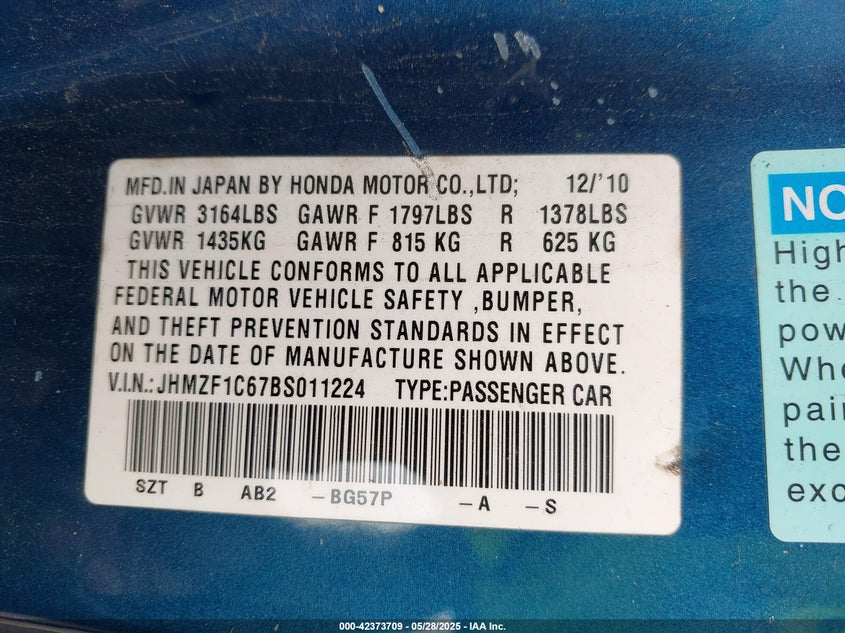 MFD.IN JAPAN BY HONDA MOTOR CO.,LTD; 12/'10
GVWR 3164LBS GAWR F 1797LBS R 1378LBS
GVWR 1435KG GAWR F 815 KG R 625 KG
THIS VEHICLE CONFORMS TO ALL APPLICABLE
FEDERAL MOTOR VEHICLE SAFETY ,BUMPER,
AND THEFT PREVENTION STANDARDS IN EFFECT
ON THE DATE OF MANUFACTURE SHOWN ABOVE.
V.I.N.:JHMZF1C67BS011224 TYPE:PASSENGER CAR
SZT B AB2 –BG57P –A –S
High
the
pow
Whe
pair
the
exc
000-42373709 - 05/28/2025 - IAA Inc.